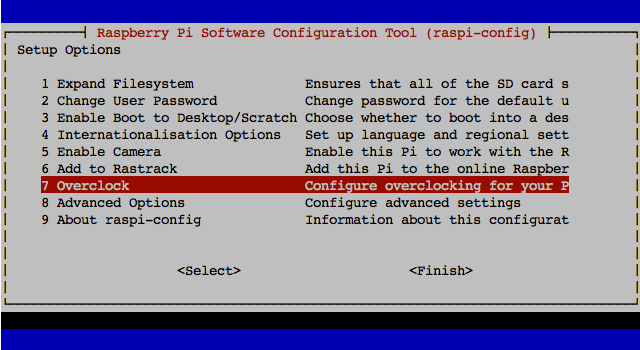 Raspberry Pi Software Configuration Tool (raspi-config)
Setup Options
1 Expand Filesystem Ensures that all of the SD card s
2 Change User Password Change password for the default u
3 Enable Boot to Desktop/Scratch Choose whether to boot into a des
4 Internationalisation Options Set up language and regional sett
5 Enable Camera Enable this Pi to work with the R
6 Add to Rastrack Add this Pi to the online Raspber
7 Overclock Configure overclocking for your P
8 Advanced Options Configure advanced settings
9 About raspi-config Information about this configurat
<Select> <Finish>